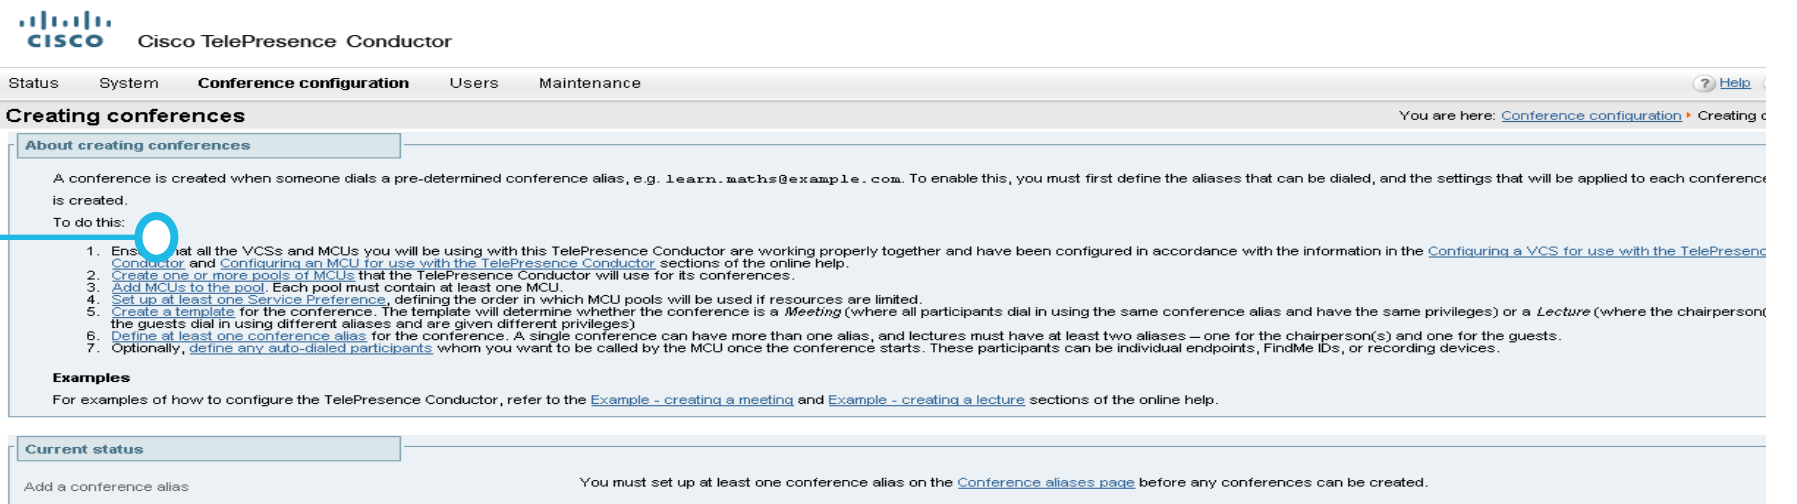 CISCO Cisco TelePresence Conductor
Status System Conference configuration Users Maintenance ? Help
Creating conferences You are here: Conference configuration Creating
About creating conferences
A conference is created when someone dials a pre-determined conference alias, e.g. learn.maths@example.com. To enable this, you must first define the aliases that can be dialed, and the settings that will be applied to each conference
is created.
To do this:
1. at all the VCSs and MCUs you will be using with this TelePresence Conductor are working properly together and have been configured in accordance with the information in the Configuring a VCS for use with the TelePresenc
Conductor and Configuring an MCU for use with the TelePresence Conductor sections of the online help.
2. Create one or more pools of MCUs that the TelePresence Conductor will use for its conferences.
3. Add MCUs to the pool. Each pool must contain at least one MCU.
4. Set up at least one Service Preference, defining the order in which MCU pools will be used if resources are limited.
5. Create a template for the conference. The template will determine whether the conference is a Meeting (where all participants dial in using the same conference alias and have the same privileges) or a Lecture (where the chairperson(
the guests dial in using different aliases and are given different privileges)
6. Define at least one conference alias for the conference. A single conference can have more than one alias, and lectures must have at least two aliases – one for the chairperson(s) and one for the guests.
7. Optionally, define any auto-dialed participants whom you want to be called by the MCU once the conference starts. These participants can be individual endpoints, FindMe IDs, or recording devices.
Examples
For examples of how to configure the TelePresence Conductor, refer to the Example - creating a meeting and Example - creating a lecture sections of the online help.
Current status
Add a conference alias You must set up at least one conference alias on the Conference aliases page before any conferences can be created.